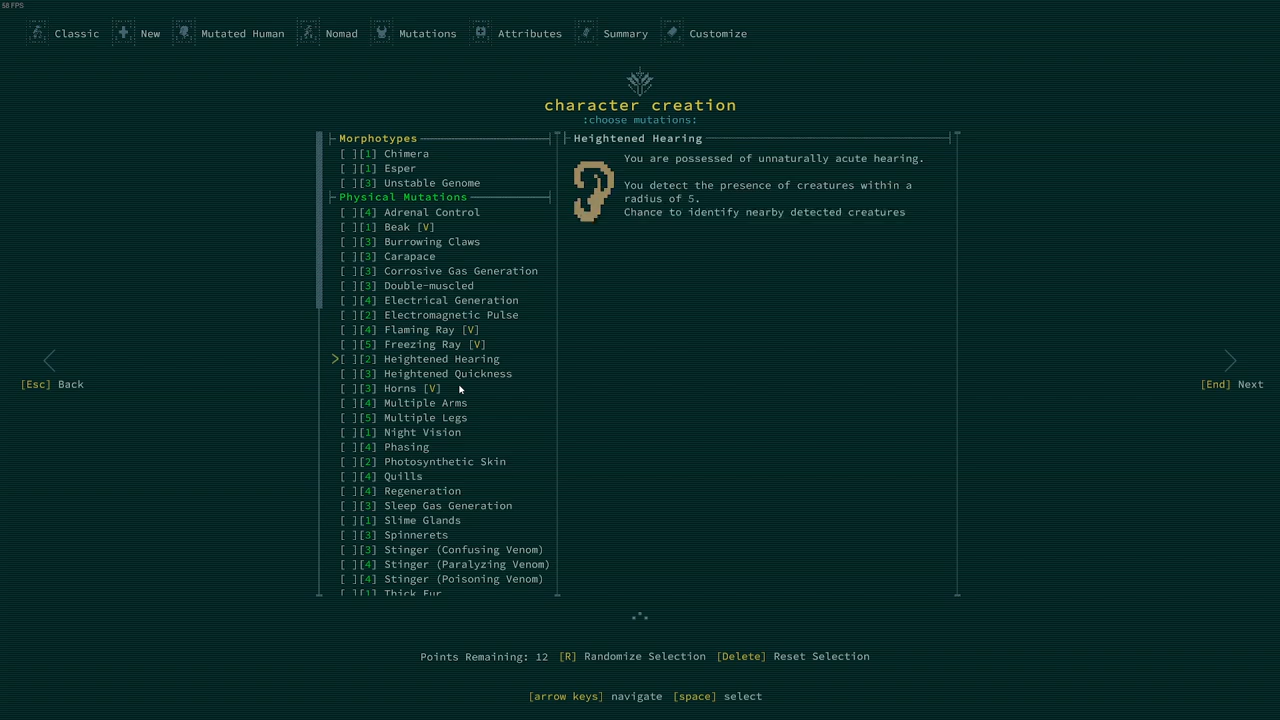 58 FPS
Classic New Mutated Human Nomad Mutations Attributes Summary Customize
character creation
:choose mutations:
Morphotypes
[ ][1] Chimera
[ ][1] Esper
[ ][3] Unstable Genome
Physical Mutations
[ ][4] Adrenal Control
[ ][1] Beak [V]
[ ][3] Burrowing Claws
[ ][3] Carapace
[ ][3] Corrosive Gas Generation
[ ][3] Double-muscled
[ ][4] Electrical Generation
[ ][2] Electromagnetic Pulse
[ ][4] Flaming Ray [V]
[ ][5] Freezing Ray [V]
>[ ][2] Heightened Hearing
[ ][3] Heightened Quickness
[ ][3] Horns [V]
[ ][4] Multiple Arms
[ ][5] Multiple Legs
[ ][1] Night Vision
[ ][4] Phasing
[ ][2] Photosynthetic Skin
[ ][4] Quills
[ ][4] Regeneration
[ ][3] Sleep Gas Generation
[ ][1] Slime Glands
[ ][3] Spinnerets
[ ][3] Stinger (Confusing Venom)
[ ][4] Stinger (Paralyzing Venom)
[ ][4] Stinger (Poisoning Venom)
[ ][1] Thick Fur
Heightened Hearing
You are possessed of unnaturally acute hearing.
You detect the presence of creatures within a
radius of 5.
Chance to identify nearby detected creatures
[Esc] Back
[End] Next
Points Remaining: 12 [R] Randomize Selection [Delete] Reset Selection
[arrow keys] navigate [space] select